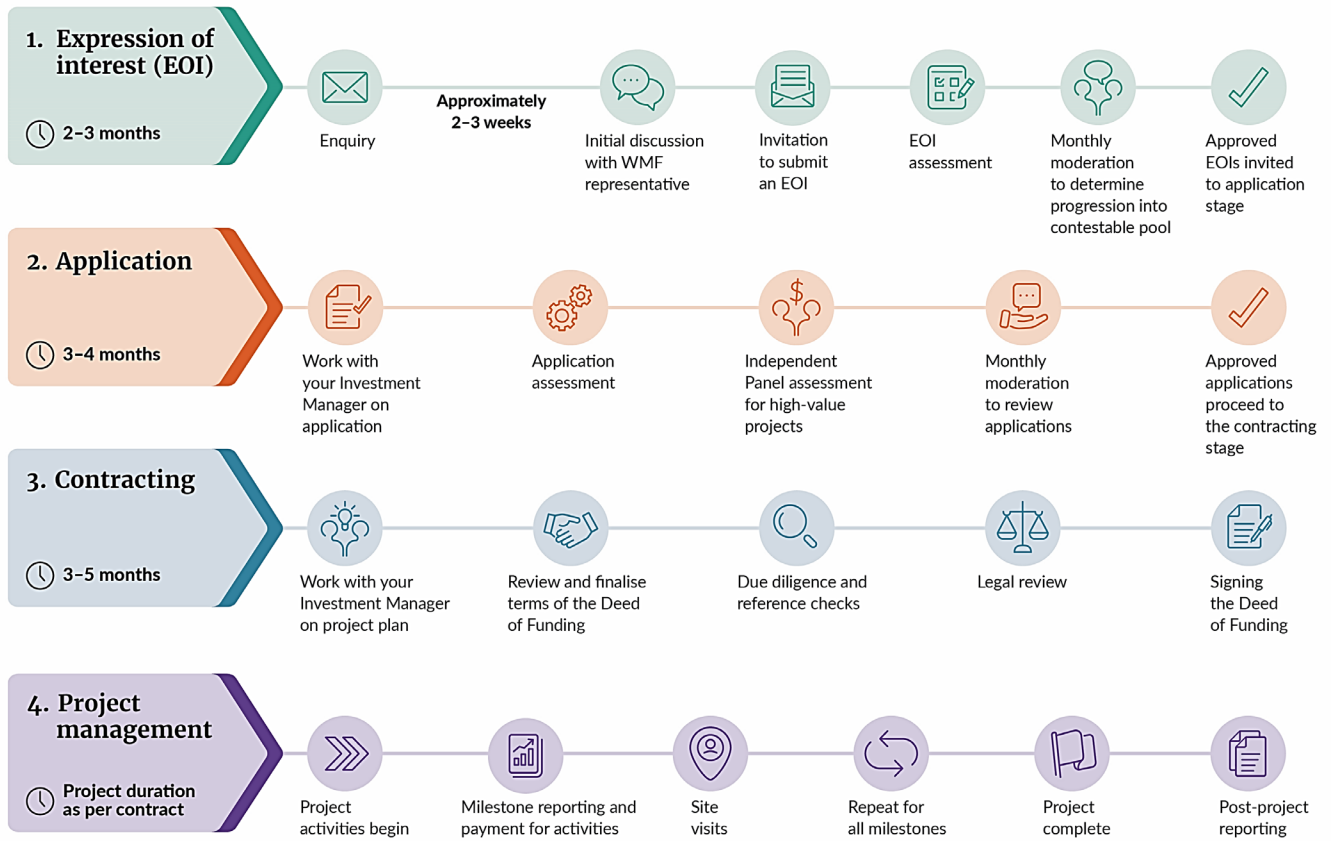 1. Expression of
interest (EOI)
2–3 months
Enquiry
Approximately
2–3 weeks
Initial discussion
with WMF
representative
Invitation
to submit
an EOI
EOI
assessment
Monthly
moderation
to determine
progression into
contestable pool
Approved
EOIs invited
to application
stage
2. Application
3–4 months
Work with
your Investment
Manager on
application
Application
assessment
$
Independent
Panel assessment
for high-value
projects
Monthly
moderation
to review
applications
Approved
applications
proceed to
the contracting
stage
3. Contracting
3–5 months
Work with your
Investment Manager
on project plan
Review and finalise
terms of the Deed
of Funding
Due diligence and
reference checks
Legal review
Signing
the Deed
of Funding
4. Project
management
Project duration
as per contract
Project
activities begin
Milestone reporting and
payment for activities
Site
visits
Repeat for
all milestones
Project
complete
Post-project
reporting